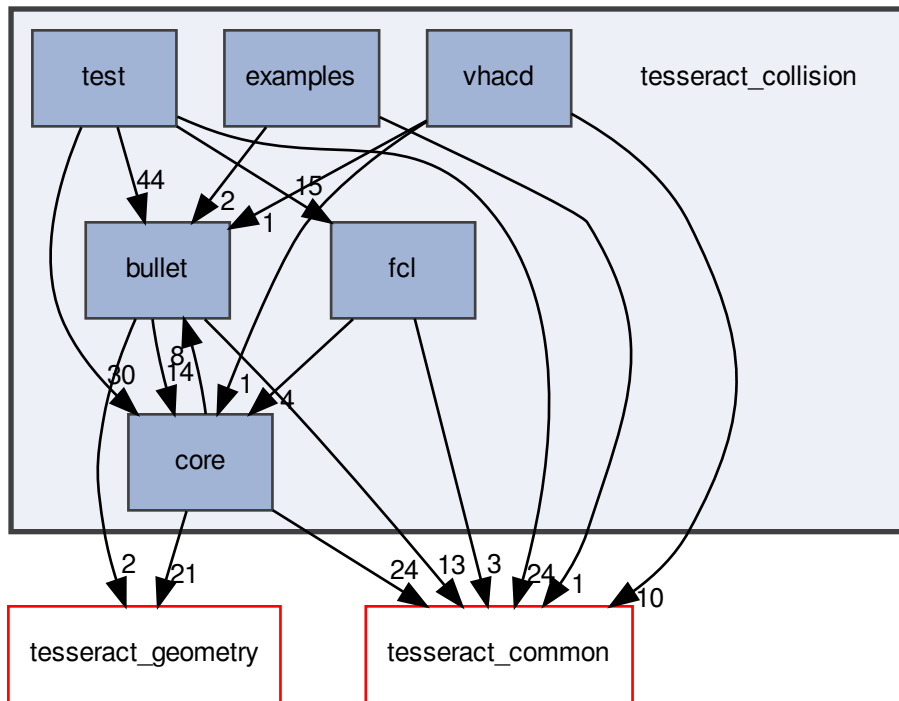 test
examples
vhacd
tesseract_collision
44
2
15
1
bullet
fcl
8
14
30
1
4
core
2
21
24
13
3
24
1
10
tesseract_geometry
tesseract_common